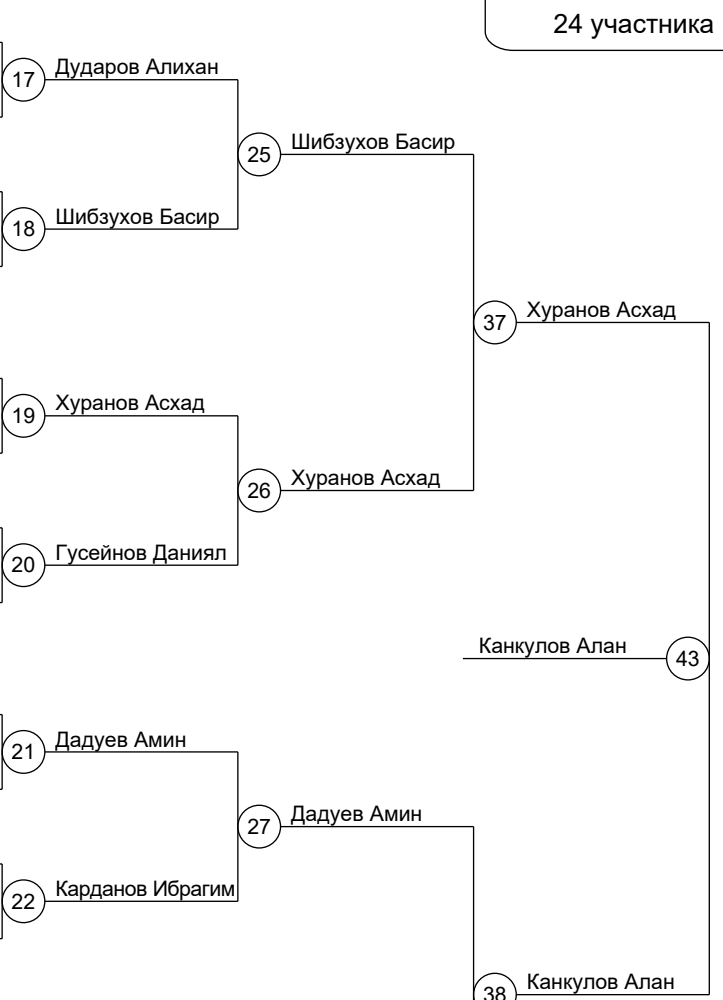 24 участника
17 Дударов Алихан
25 Шибзухов Басир
18 Шибзухов Басир
37 Хуранов Асхад
19 Хуранов Асхад
26 Хуранов Асхад
20 Гусейнов Даниял
Канкулов Алан 43
21 Дадуев Амин
27 Дадуев Амин
22 Карданов Ибрагим
38 Канкулов Алан